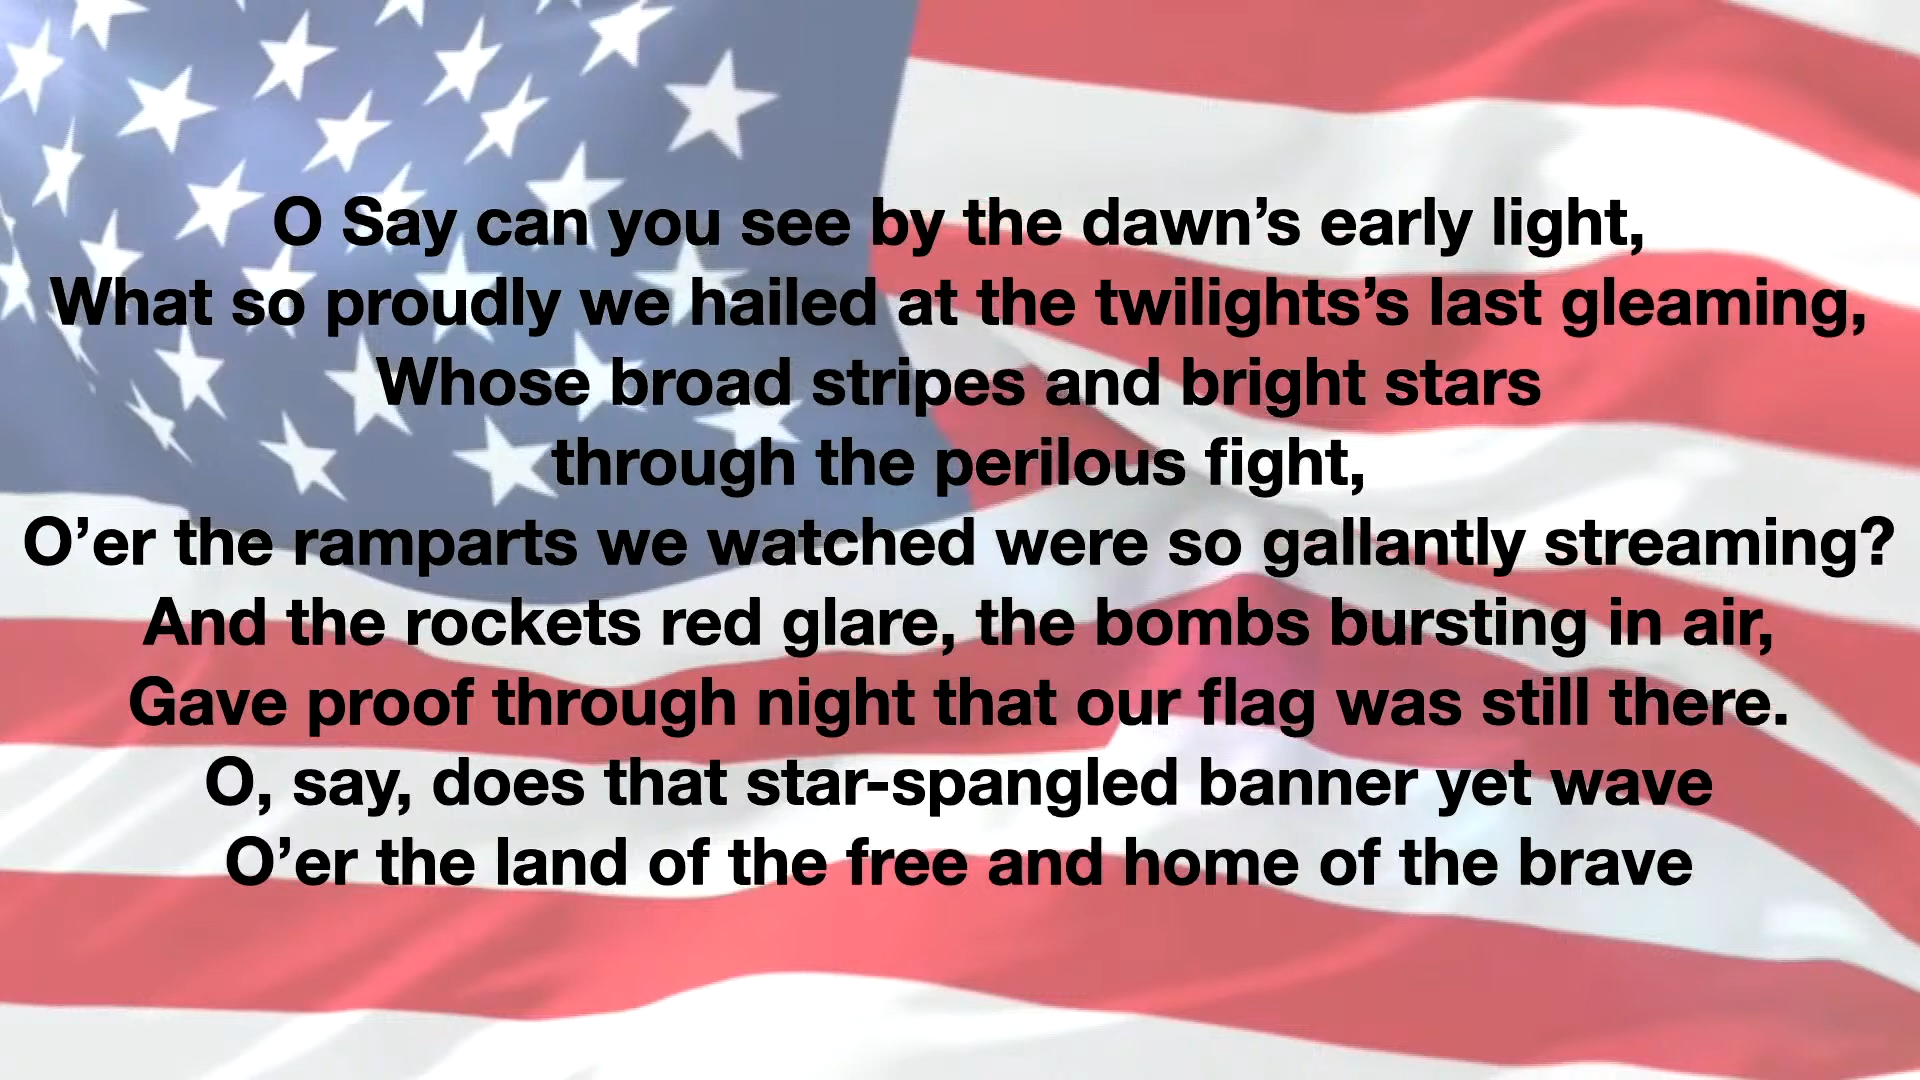 O Say can you see by the dawn’s early light,
What so proudly we hailed at the twilights’s last gleaming,
Whose broad stripes and bright stars
through the perilous fight,
O’er the ramparts we watched were so gallantly streaming?
And the rockets red glare, the bombs bursting in air,
Gave proof through night that our flag was still there.
O, say, does that star-spangled banner yet wave
O’er the land of the free and home of the brave